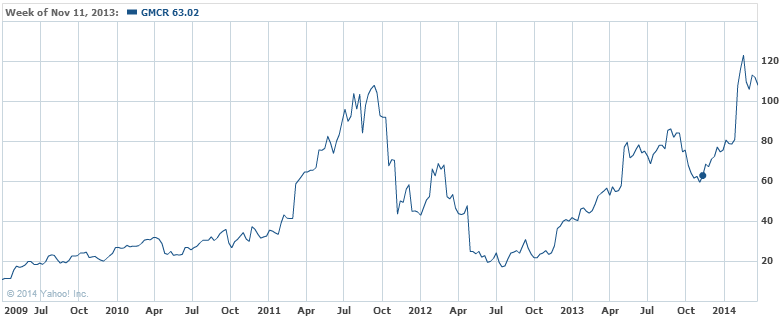 Week of Nov 11, 2013: GMCR 63.02
120
100
80
60
40
20
© 2014 Yahoo! Inc.
2009 Jul Oct 2010 Apr Jul Oct 2011 Apr Jul Oct 2012 Apr Jul Oct 2013 Apr Jul Oct 2014